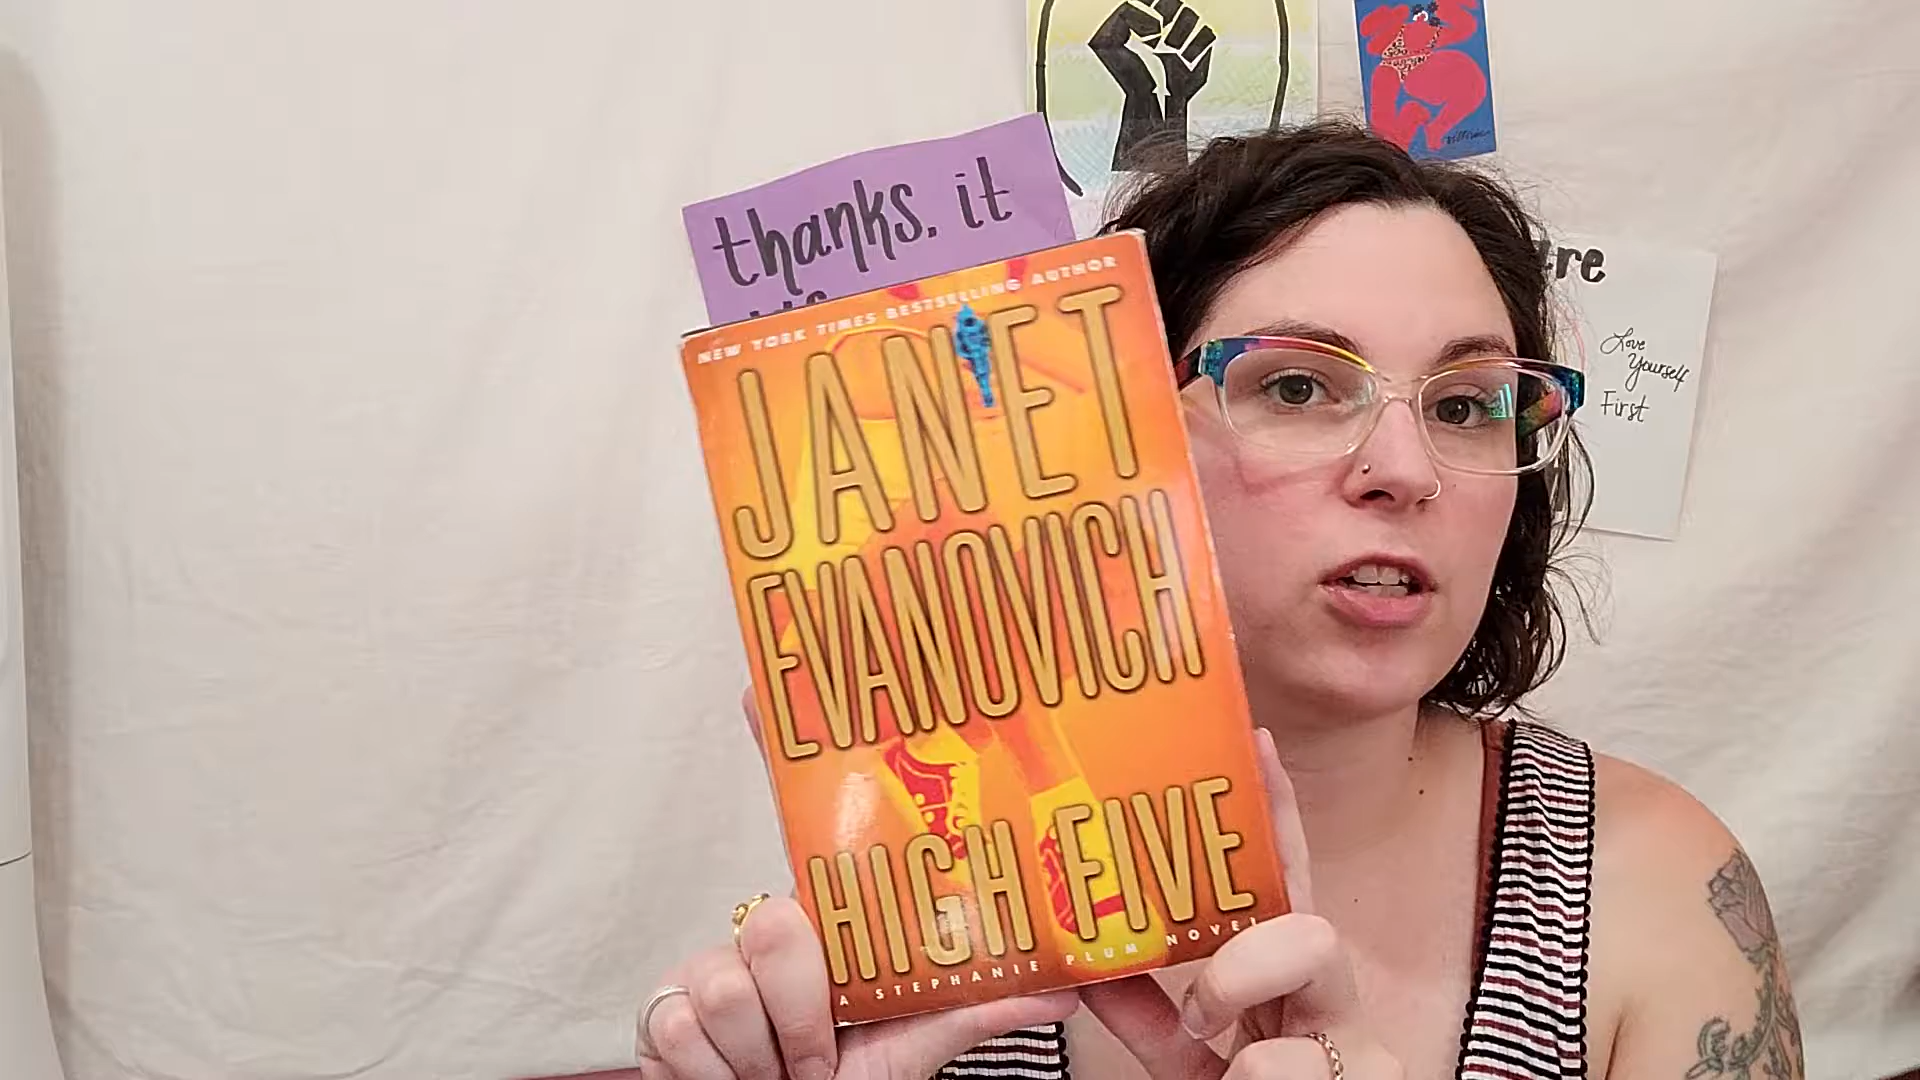 thanks, it
NEW YORK TIMES BESTSELLING AUTHOR
JANET
EVANOVICH
HIGH FIVE
A STEPHANIE PLUM NOVEL
Love
Yourself
First